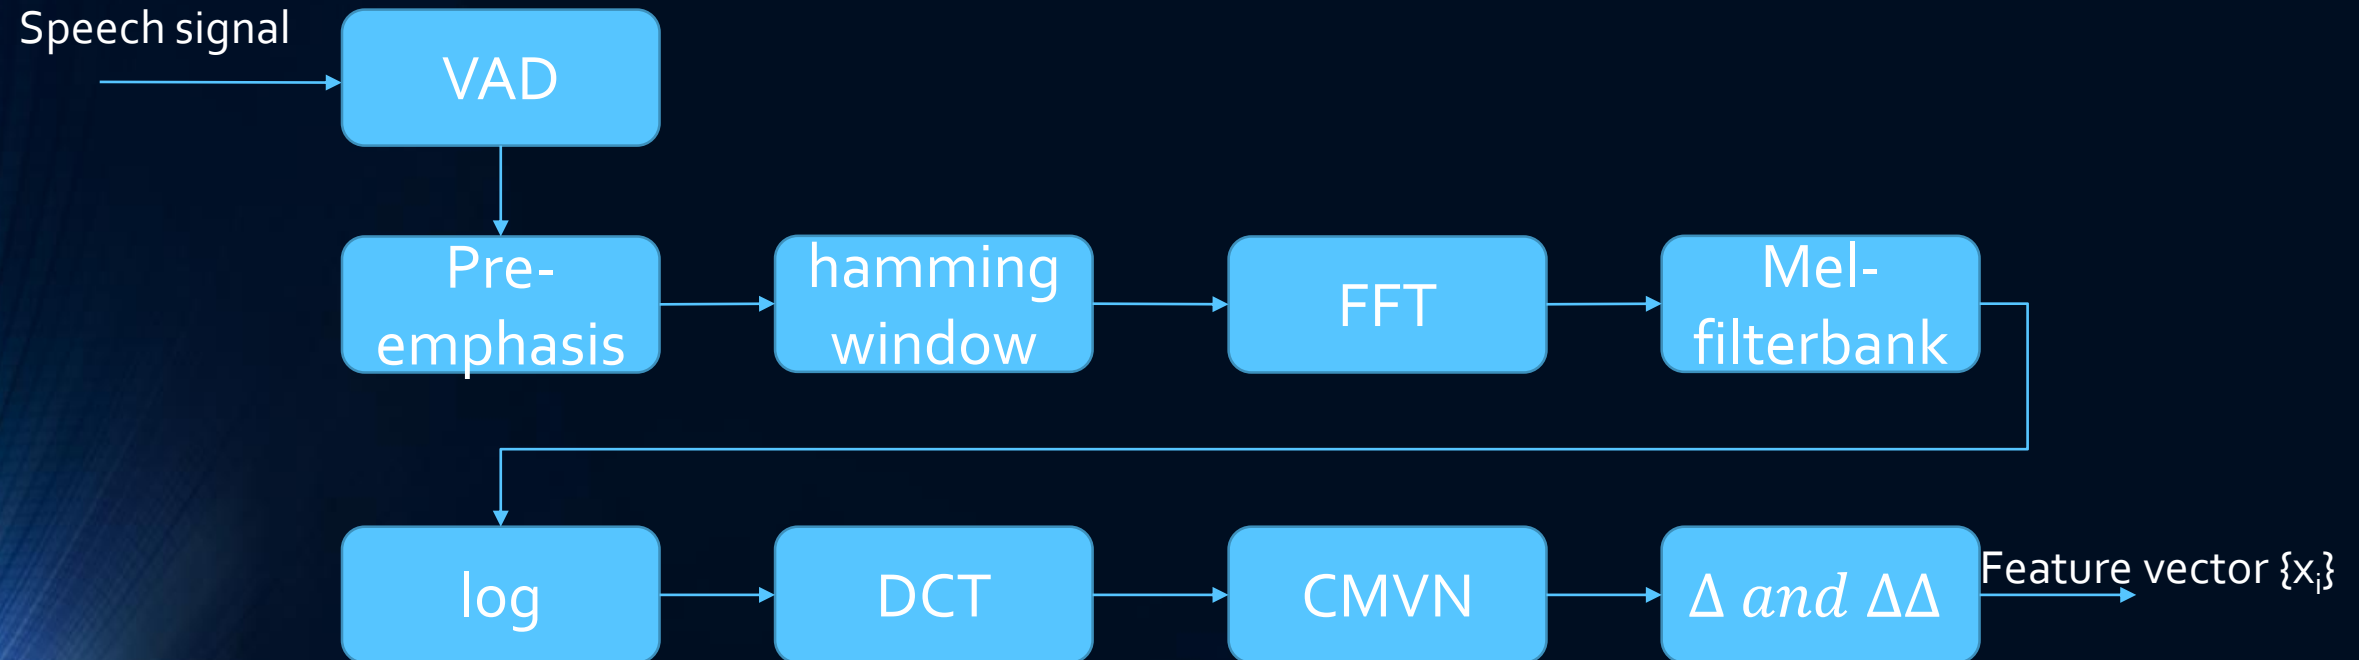 Speech signal
VAD
Pre-
emphasis
hamming
window
FFT
Mel-
filterbank
log
DCT
CMVN
Δ and ΔΔ
Feature vector {xᵢ}